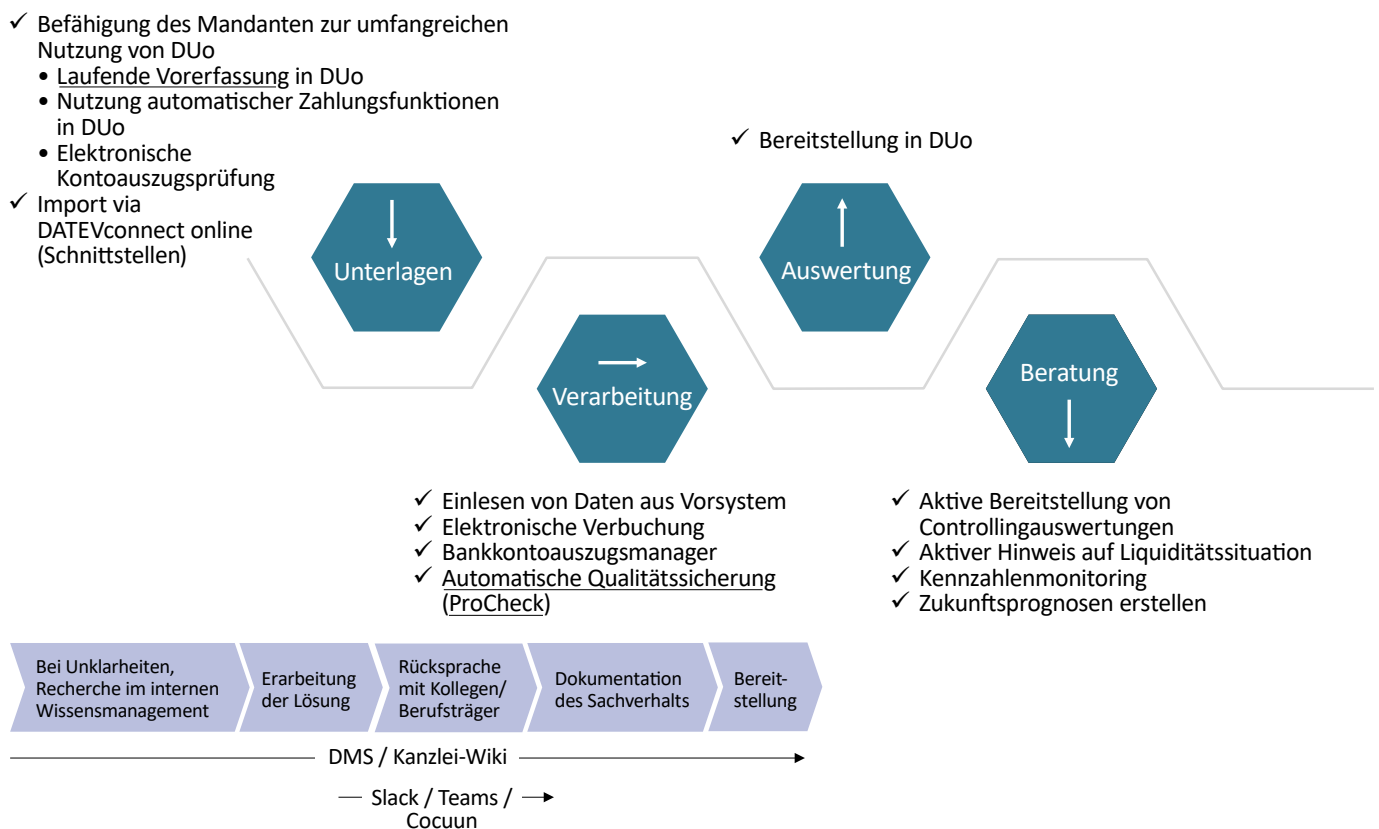 ✓ Befähigung des Mandanten zur umfangreichen
Nutzung von DUo
• Laufende Vorerfassung in DUo
• Nutzung automatischer Zahlungsfunktionen
in DUo
• Elektronische
Kontoauszugsprüfung
✓ Import via
DATEVconnect online
(Schnittstellen)
Unterlagen
Verarbeitung
✓ Einlesen von Daten aus Vorsystem
✓ Elektronische Verbuchung
✓ Bankkontoauszugsmanager
✓ Automatische Qualitätssicherung
(ProCheck)
✓ Bereitstellung in DUo
Auswertung
Beratung
✓ Aktive Bereitstellung von
Controllingauswertungen
✓ Aktiver Hinweis auf Liquiditätssituation
✓ Kennzahlenmonitoring
✓ Zukunftsprognosen erstellen
Bei Unklarheiten,
Recherche im internen
Wissensmanagement
Erarbeitung
der Lösung
Rücksprache
mit Kollegen/
Berufsträger
Dokumentation
des Sachverhalts
Bereit-
stellung
DMS / Kanzlei-Wiki
Slack / Teams /
Cocuun